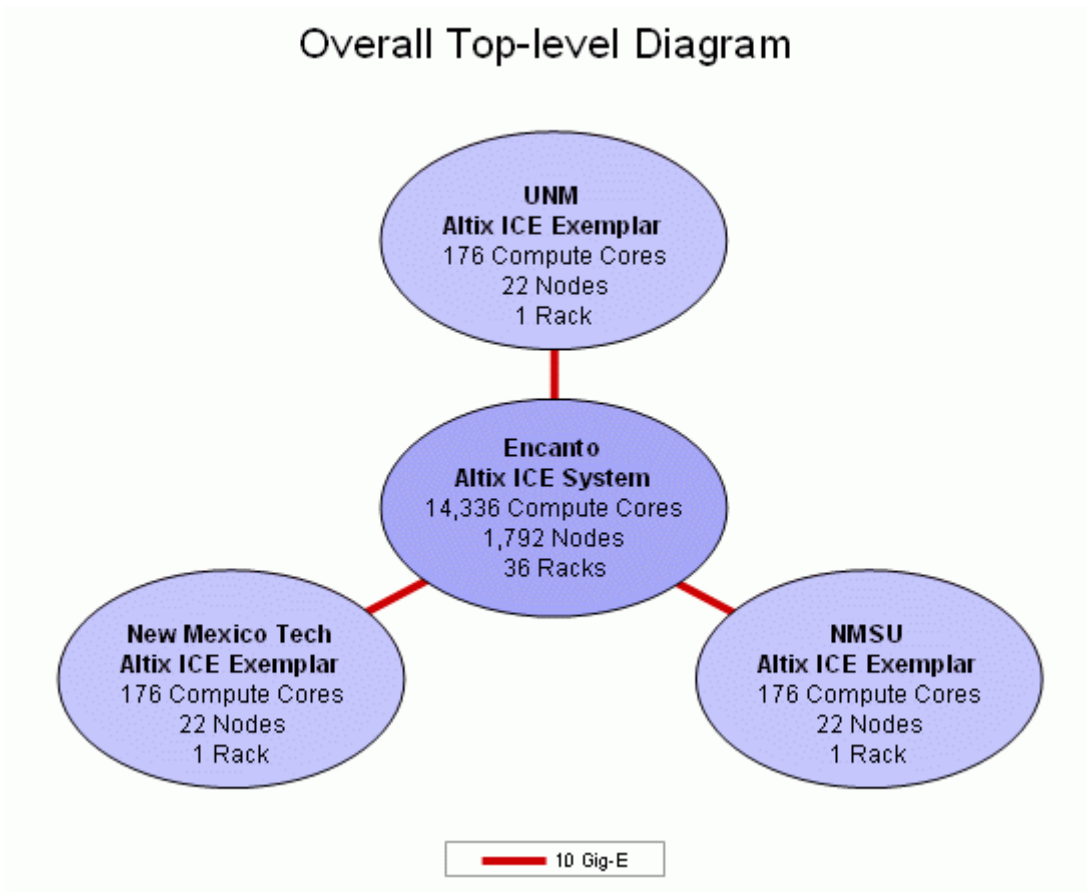 Overall Top-level Diagram
UNM
Altix ICE Exemplar
176 Compute Cores
22 Nodes
1 Rack
Encanto
Altix ICE System
14,336 Compute Cores
1,792 Nodes
36 Racks
New Mexico Tech
Altix ICE Exemplar
176 Compute Cores
22 Nodes
1 Rack
NMSU
Altix ICE Exemplar
176 Compute Cores
22 Nodes
1 Rack
10 Gig-E